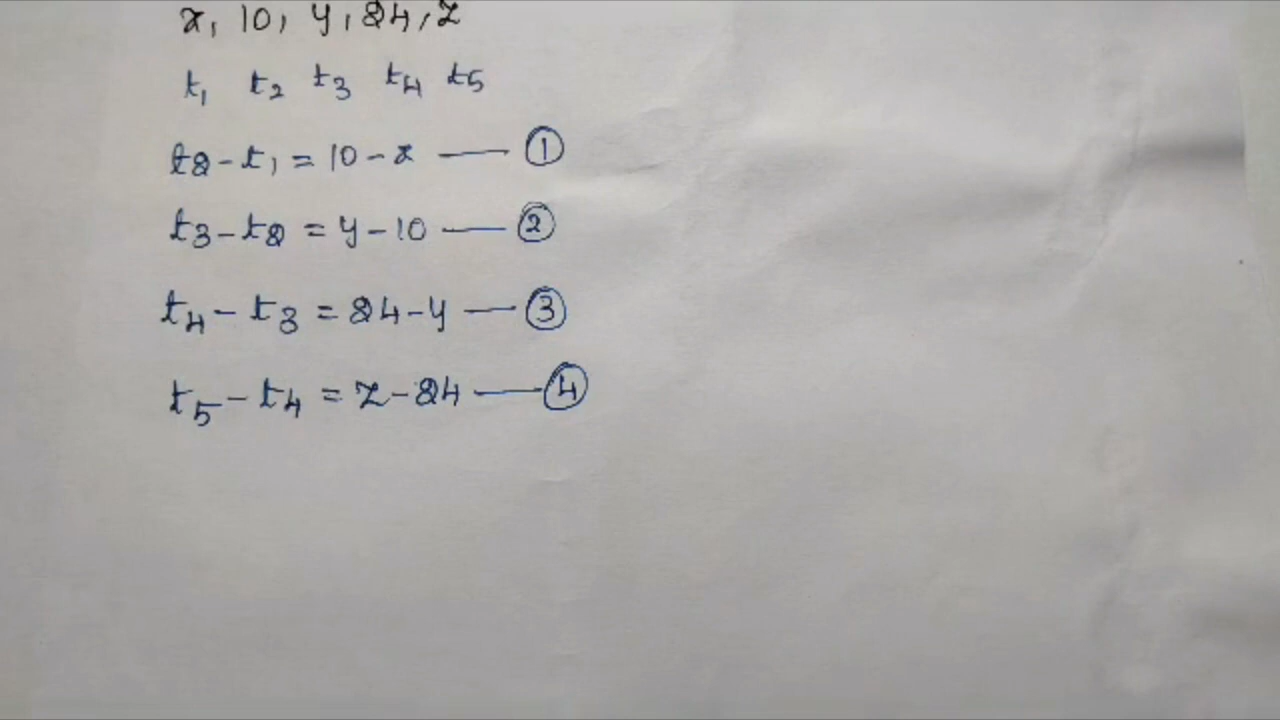 x, 10, y, 24, z
t₁ t₂ t₃ t₄ t₅
t₂ - t₁ = 10 - x —— ①
t₃ - t₂ = y - 10 —— ②
t₄ - t₃ = 24 - y —— ③
t₅ - t₄ = z - 24 —— ④